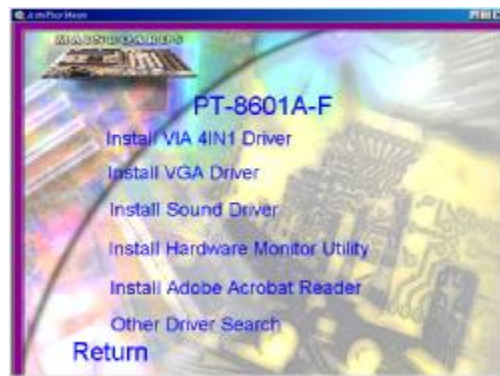 MAINBOARDS
PT-8601A-F
Install VIA 4IN1 Driver
Install VGA Driver
Install Sound Driver
Install Hardware Monitor Utility
Install Adobe Acrobat Reader
Other Driver Search
Return